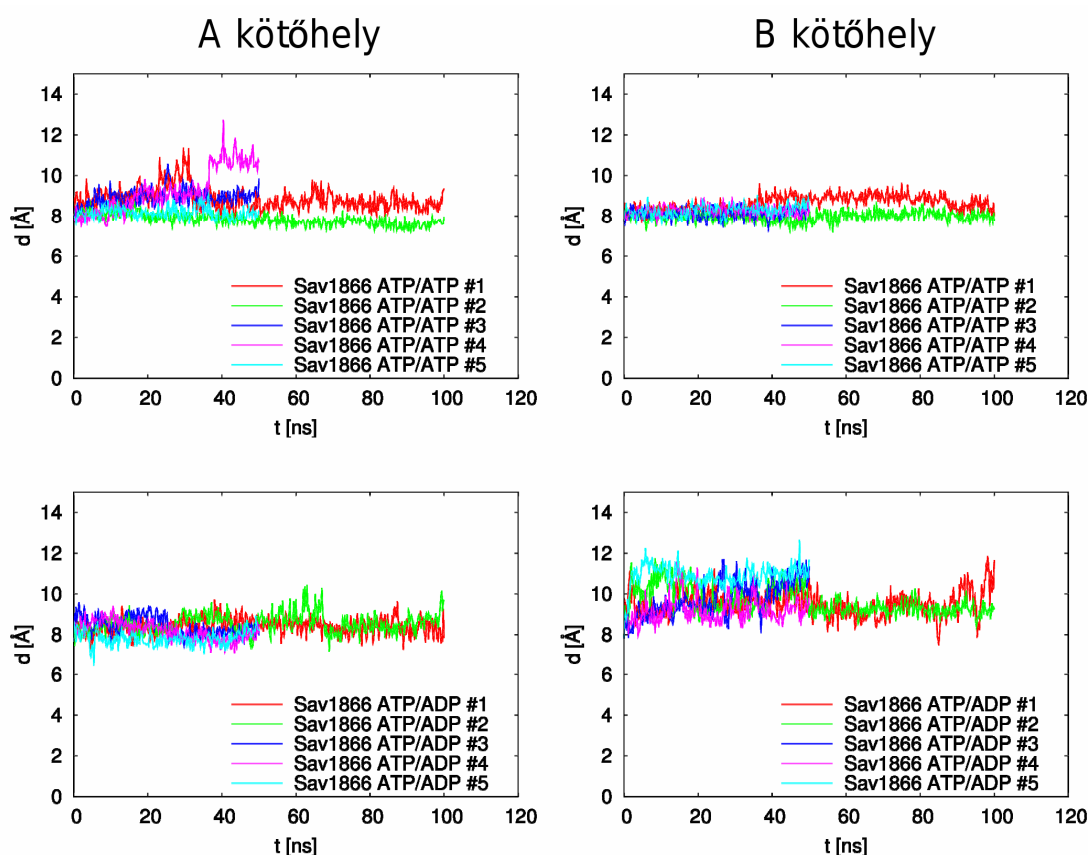 A kötőhely
B kötőhely
14
12
10
8
6
4
2
0
d [Å]
Sav1866 ATP/ATP #1
Sav1866 ATP/ATP #2
Sav1866 ATP/ATP #3
Sav1866 ATP/ATP #4
Sav1866 ATP/ATP #5
0 20 40 60 80 100 120
t [ns]
14
12
10
8
6
4
2
0
d [Å]
Sav1866 ATP/ATP #1
Sav1866 ATP/ATP #2
Sav1866 ATP/ATP #3
Sav1866 ATP/ATP #4
Sav1866 ATP/ATP #5
0 20 40 60 80 100 120
t [ns]
14
12
10
8
6
4
2
0
d [Å]
Sav1866 ATP/ADP #1
Sav1866 ATP/ADP #2
Sav1866 ATP/ADP #3
Sav1866 ATP/ADP #4
Sav1866 ATP/ADP #5
0 20 40 60 80 100 120
t [ns]
14
12
10
8
6
4
2
0
d [Å]
Sav1866 ATP/ADP #1
Sav1866 ATP/ADP #2
Sav1866 ATP/ADP #3
Sav1866 ATP/ADP #4
Sav1866 ATP/ADP #5
0 20 40 60 80 100 120
t [ns]